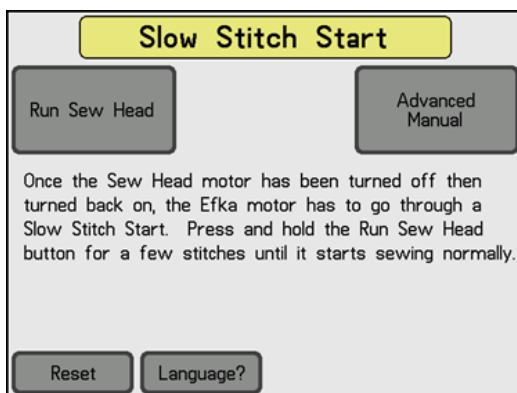 Slow Stitch Start
Run Sew Head
Advanced
Manual
Once the Sew Head motor has been turned off then
turned back on, the Efka motor has to go through a
Slow Stitch Start.  Press and hold the Run Sew Head
button for a few stitches until it starts sewing normally.
Reset
Language?